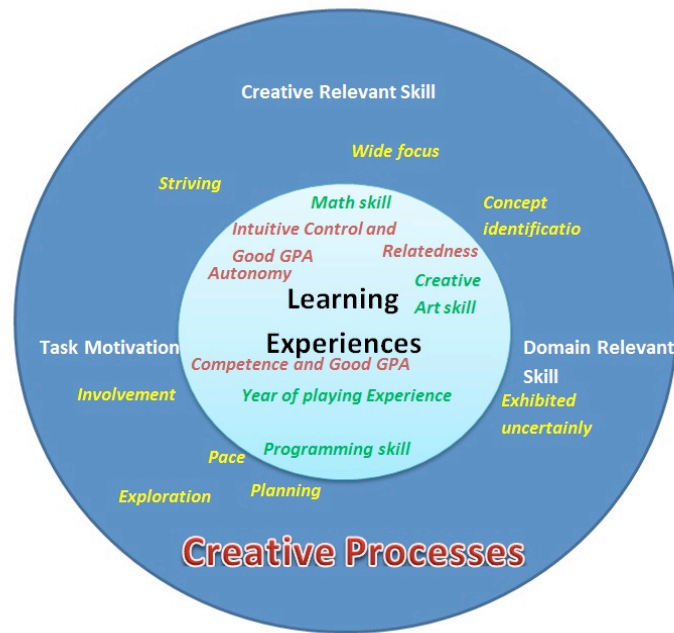 Creative Relevant Skill
Wide focus
Striving
Math skill
Concept
identificatio
Intuitive Control and
Good GPA
Relatedness
Autonomy
Creative
Art skill
Learning
Experiences
Task Motivation
Domain Relevant
Skill
Competence and Good GPA
Involvement
Year of playing Experience
Exhibited
uncertainly
Programming skill
Pace
Planning
Exploration
Creative Processes